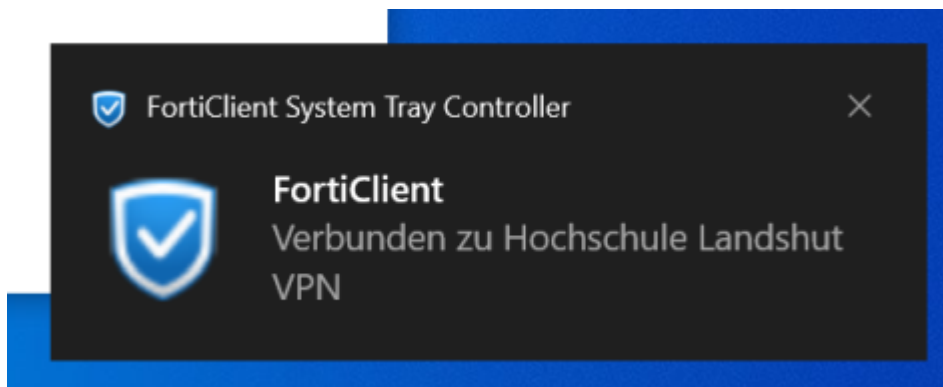 FortiClient System Tray Controller
FortiClient
Verbunden zu Hochschule Landshut
VPN